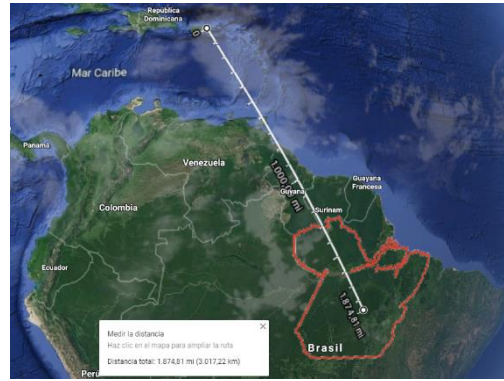 República
Dominicana
0
Mar Caribe
Panamá
Venezuela
1.000,00 mi
Guyana
Guayana
Francesa
Surinam
Colombia
Ecuador
1.874,81 mi
Brasil
Perú
Medir la distancia
Haz clic en el mapa para ampliar la ruta
Distancia total: 1.874,81 mi (3.017,22 km)